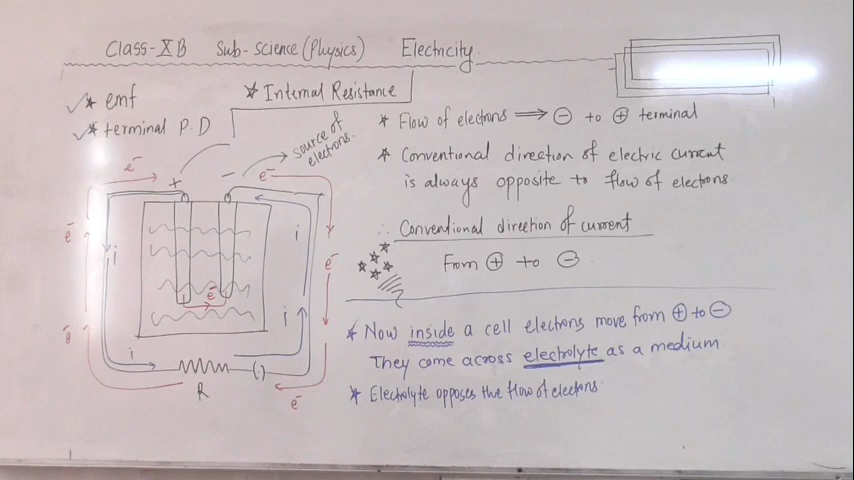 Class-XB Sub-science (Physics) Electricity
emf
terminal P.D
Internal Resistance
source of
electrons.
Flow of electrons ⟹ ⊖ to ⊕ terminal
Conventional direction of electric current
is always opposite to flow of electrons.
∴ Conventional direction of current
From ⊕ to ⊖.
Now inside a cell electrons move from ⊕ to ⊖
They come across electrolyte as a medium
Electrolyte opposes the flow of electrons.
e⁻
+
−
e⁻
e⁻
i
i
e⁻
e⁻
e⁻
i
i
R
(·)
e⁻